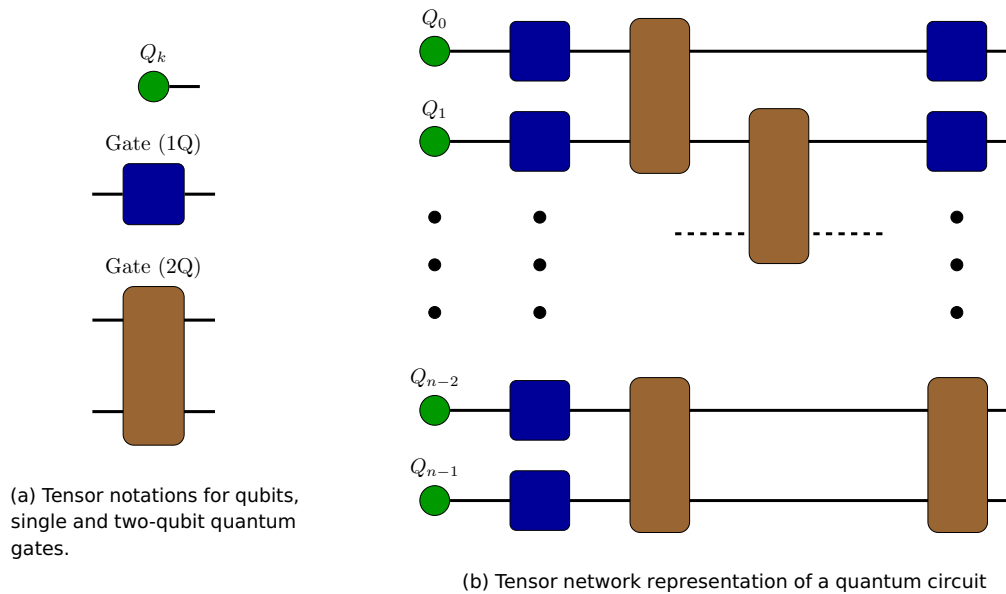 Q_k
Gate (1Q)
Gate (2Q)
(a) Tensor notations for qubits,
single and two-qubit quantum
gates.
Q_0
Q_1
Q_{n−2}
Q_{n−1}
(b) Tensor network representation of a quantum circuit